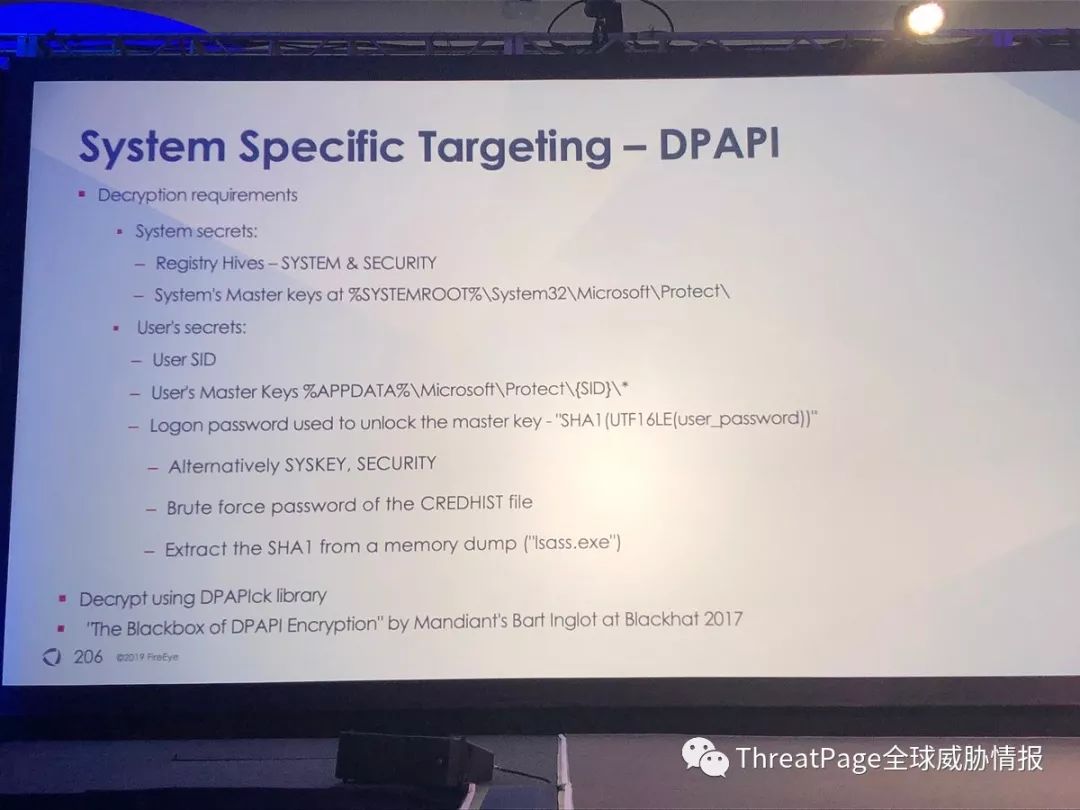 System Specific Targeting – DPAPI
▪ Decryption requirements
▪ System secrets:
– Registry Hives – SYSTEM & SECURITY
– System's Master keys at %SYSTEMROOT%\System32\Microsoft\Protect\
▪ User's secrets:
– User SID
– User's Master Keys %APPDATA%\Microsoft\Protect\{SID}\*
– Logon password used to unlock the master key - "SHA1(UTF16LE(user_password))"
– Alternatively SYSKEY, SECURITY
– Brute force password of the CREDHIST file
– Extract the SHA1 from a memory dump ("lsass.exe")
▪ Decrypt using DPAPIck library
▪ "The Blackbox of DPAPI Encryption" by Mandiant's Bart Inglot at Blackhat 2017
206 ©2019 FireEye
ThreatPage全球威胁情报